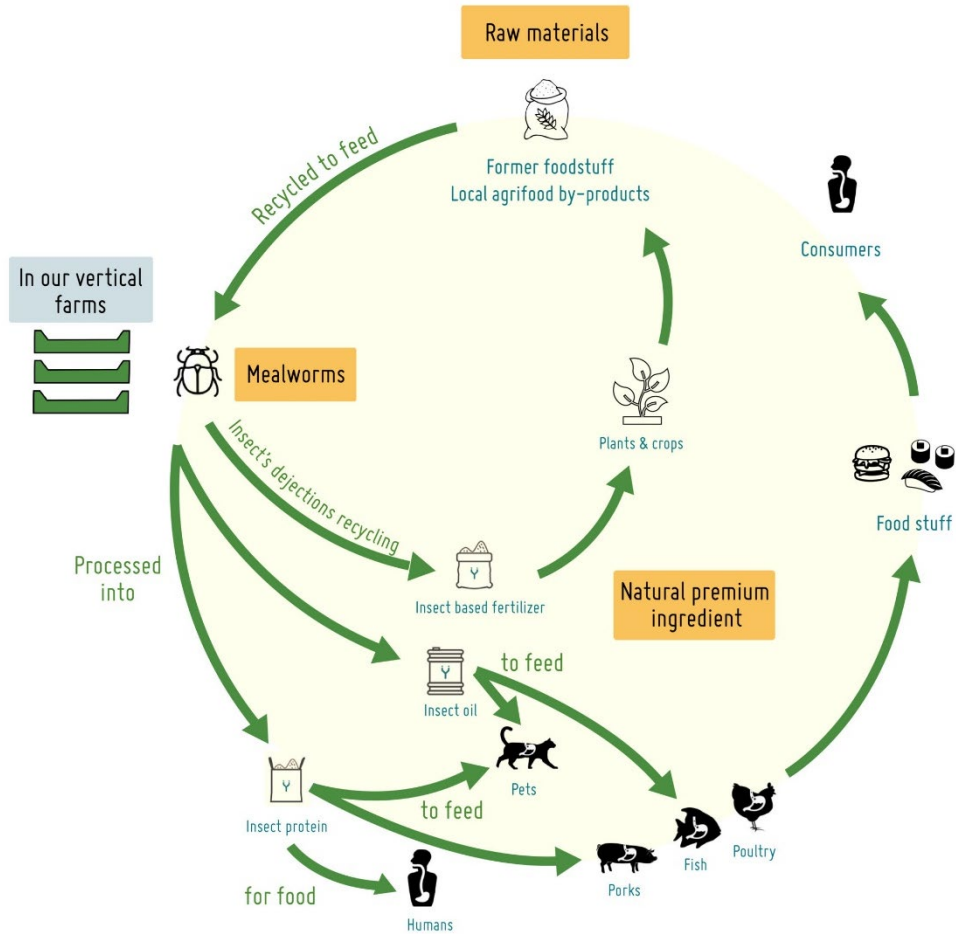 Raw materials
Former foodstuff
Local agrifood by-products
Recycled to feed
Consumers
In our vertical
farms
Mealworms
Plants & crops
Insect's dejections recycling
Food stuff
Processed
into
Insect based fertilizer
Natural premium
ingredient
to feed
Insect oil
Pets
to feed
Insect protein
Poultry
Fish
Porks
for food
Humans